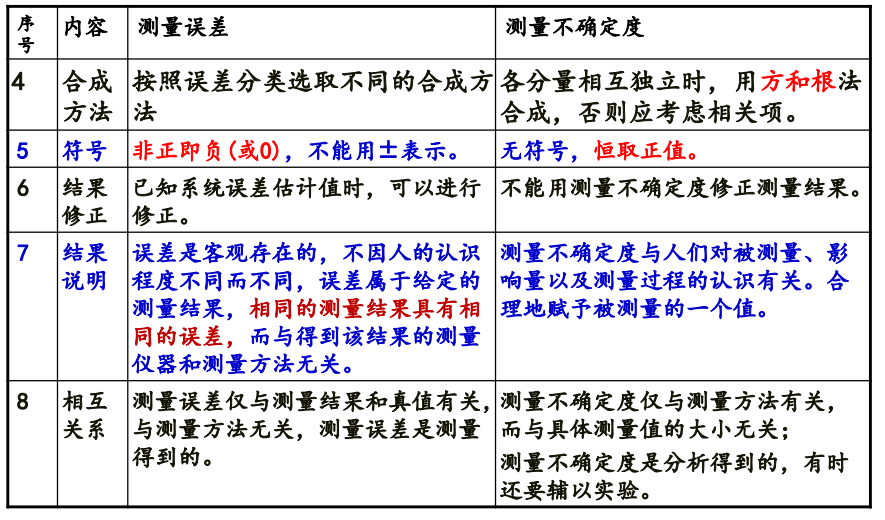 序号 内容 测量误差 测量不确定度
4 合成方法
按照误差分类选取不同的合成方
法
各分量相互独立时，用方和根法
合成，否则应考虑相关项。
5 符号 非正即负(或0)，不能用±表示。 无符号，恒取正值。
6 结果修正
已知系统误差估计值时，可以进行
修正。
不能用测量不确定度修正测量结果。
7 结果说明
误差是客观存在的，不因人的认识
程度不同而不同，误差属于给定的
测量结果，相同的测量结果具有相
同的误差，而与得到该结果的测量
仪器和测量方法无关。
测量不确定度与人们对被测量、影
响量以及测量过程的认识有关。合
理地赋予被测量的一个值。
8 相互关系
测量误差仅与测量结果和真值有关，
与测量方法无关，测量误差是测量
得到的。
测量不确定度仅与测量方法有关，
而与具体测量值的大小无关；
测量不确定度是分析得到的，有时
还要辅以实验。